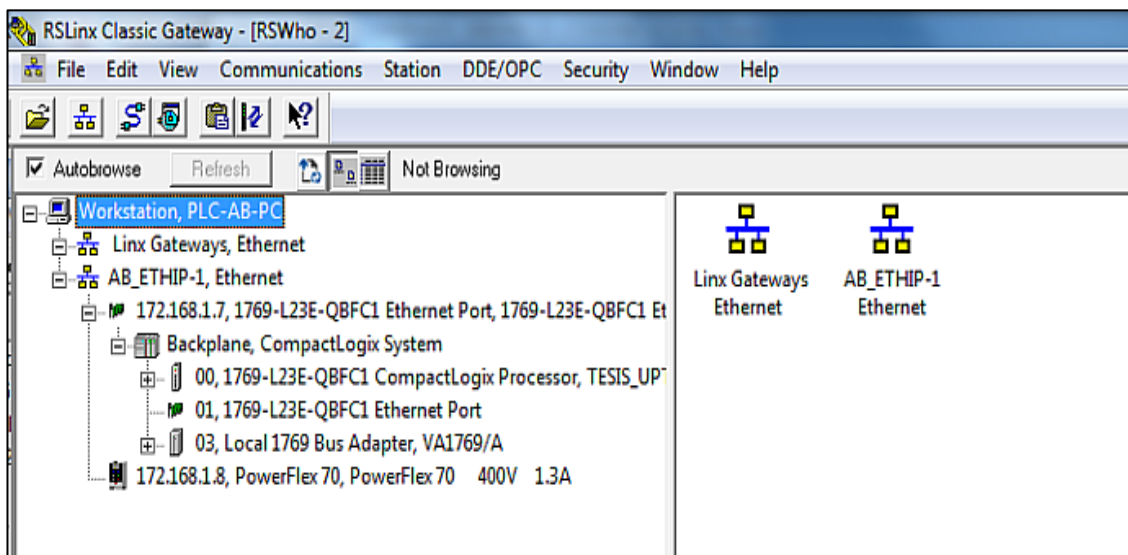 RSLinx Classic Gateway - [RSWho - 2]
File Edit View Communications Station DDE/OPC Security Window Help
Autobrowse Refresh Not Browsing
Workstation, PLC-AB-PC
Linx Gateways, Ethernet
AB_ETHIP-1, Ethernet
172.168.1.7, 1769-L23E-QBFC1 Ethernet Port, 1769-L23E-QBFC1 Et
Backplane, CompactLogix System
00, 1769-L23E-QBFC1 CompactLogix Processor, TESIS_UPT
01, 1769-L23E-QBFC1 Ethernet Port
03, Local 1769 Bus Adapter, VA1769/A
172.168.1.8, PowerFlex 70, PowerFlex 70 400V 1.3A
Linx Gateways
Ethernet
AB_ETHIP-1
Ethernet